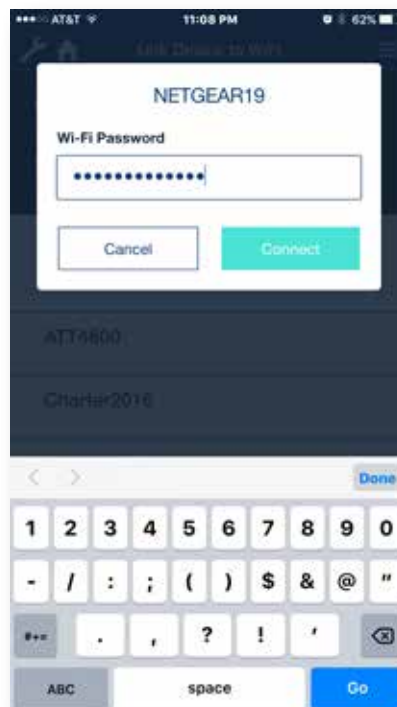 AT&T 11:08 PM 62%
Link Device to WiFi
NETGEAR19
Wi-Fi Password
Cancel Connect
ATT4600
Charter2016
Done
1 2 3 4 5 6 7 8 9 0
- / : ; ( ) $ & @ "
#+= . , ? ! '
ABC space Go